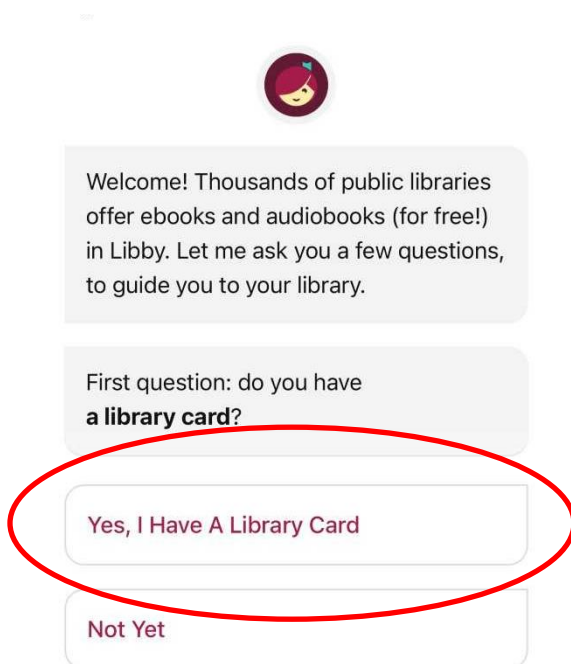 Welcome! Thousands of public libraries
offer ebooks and audiobooks (for free!)
in Libby. Let me ask you a few questions,
to guide you to your library.
First question: do you have
a library card?
Yes, I Have A Library Card
Not Yet